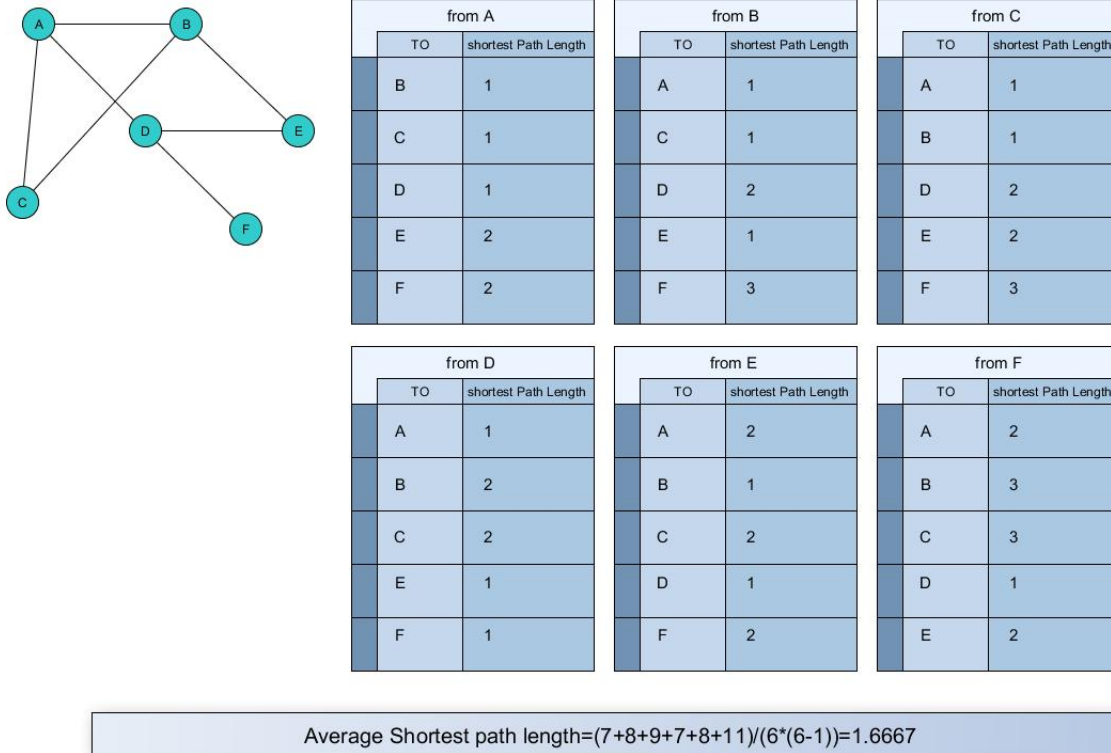 A B
D E
C
F
from A
TO shortest Path Length
B 1
C 1
D 1
E 2
F 2
from B
TO shortest Path Length
A 1
C 1
D 2
E 1
F 3
from C
TO shortest Path Length
A 1
B 1
D 2
E 2
F 3
from D
TO shortest Path Length
A 1
B 2
C 2
E 1
F 1
from E
TO shortest Path Length
A 2
B 1
C 2
D 1
F 2
from F
TO shortest Path Length
A 2
B 3
C 3
D 1
E 2
Average Shortest path length=(7+8+9+7+8+11)/(6*(6-1))=1.6667